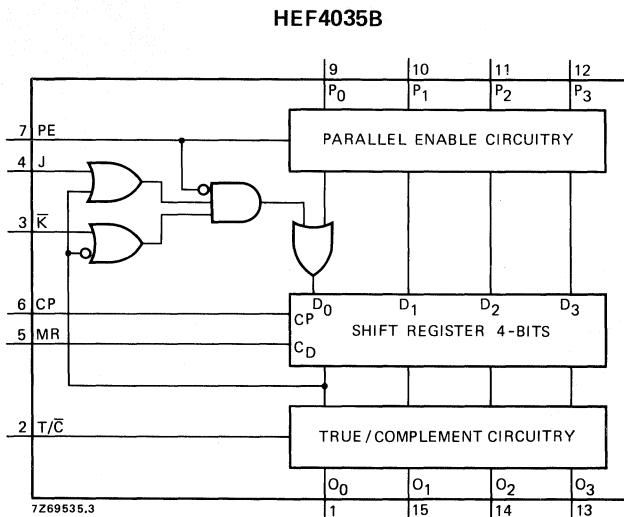 HEF4035B
9 10 11 12
P0 P1 P2 P3
7 PE
PARALLEL ENABLE CIRCUITRY
4 J
3 K̅
D0 D1 D2 D3
6 CP
CP
SHIFT REGISTER 4-BITS
5 MR
CD
2 T/C̅
TRUE/COMPLEMENT CIRCUITRY
O0 O1 O2 O3
7Z69535.3
1 15 14 13